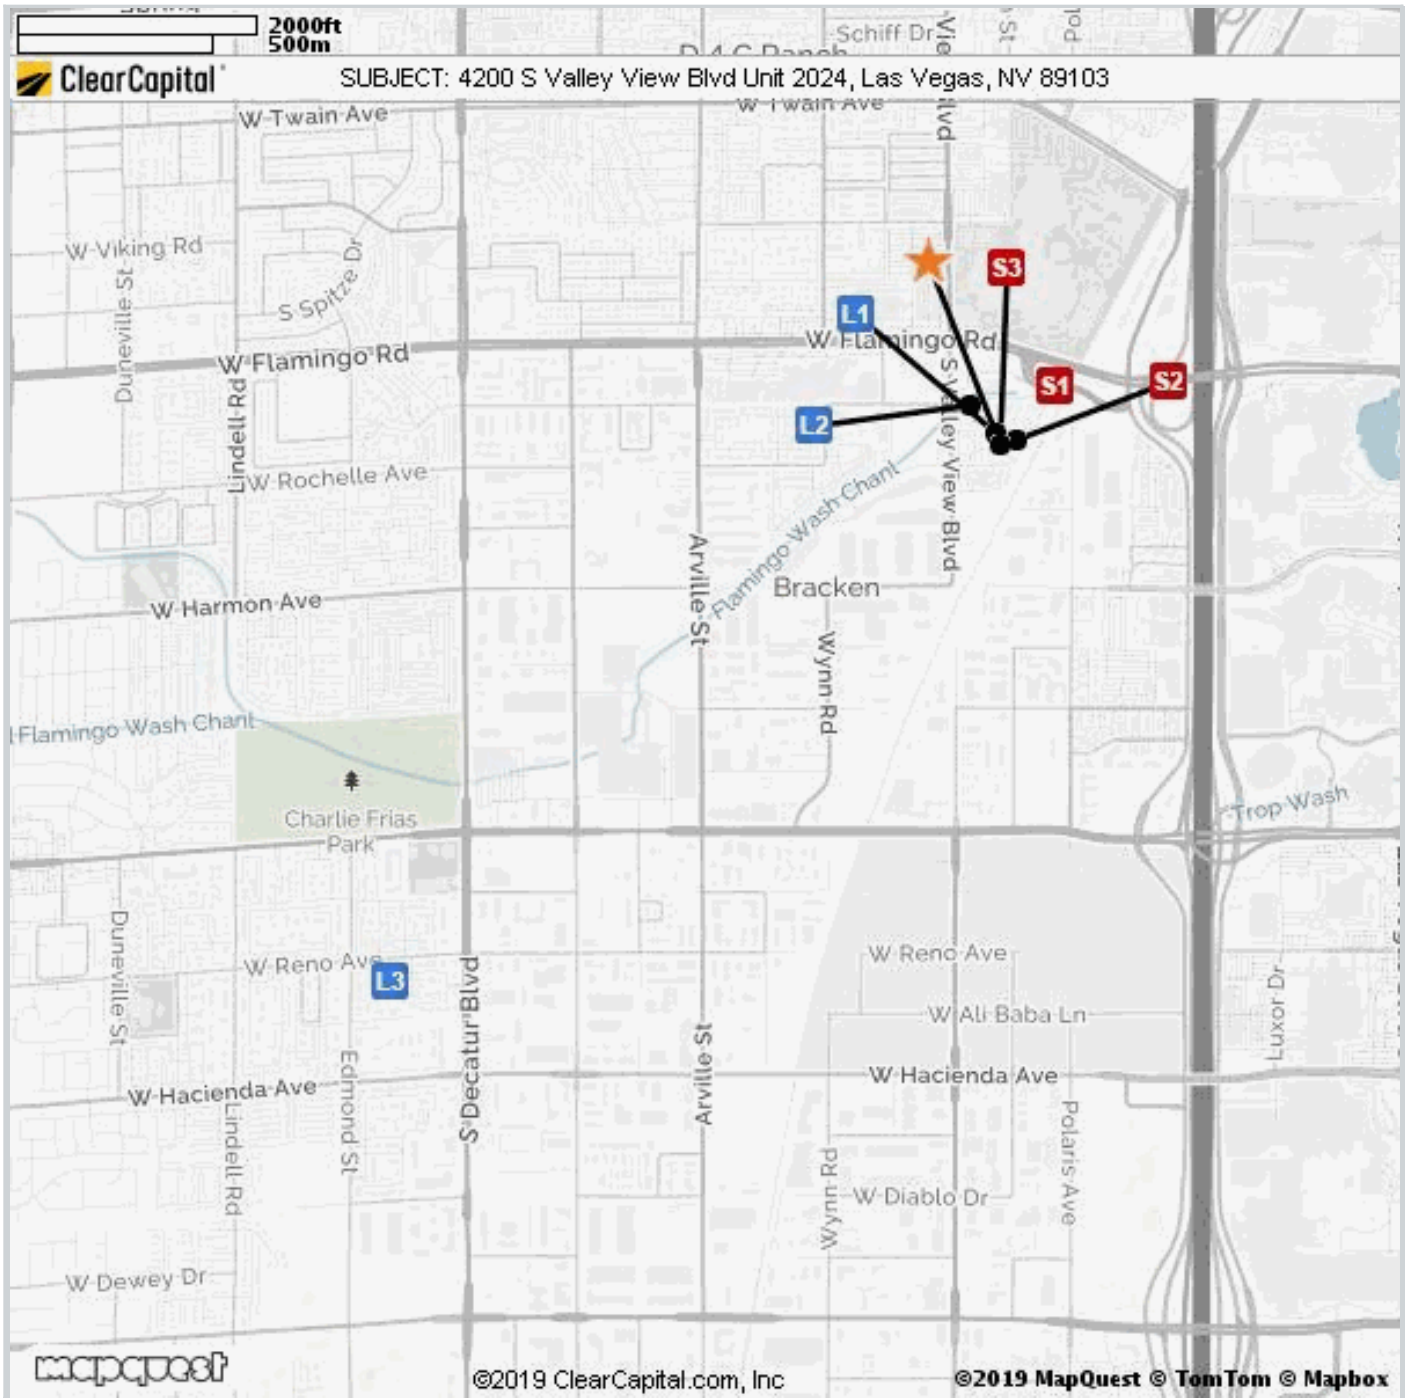 2000ft
500m
Schiff Dr
ClearCapital
SUBJECT: 4200 S Valley View Blvd Unit 2024, Las Vegas, NV 89103
W Twain Ave
W Twain Ave
W Viking Rd
Duneville St
S Spitze Dr
S3
L1
W Flamingo Rd
W Flamingo Rd
S1
S2
L2
Lindell Rd
S Valley View Blvd
W Rochelle Ave
Flamingo Wash Chanl
Arville St
Bracken
W Harmon Ave
Wynn Rd
Flamingo Wash Chanl
Charlie Frias
Park
Trop Wash
Duneville St
W Reno Ave
L3
W Reno Ave
S Decatur Blvd
Luxor Dr
W Ali Baba Ln
Arville St
Edmond St
W Hacienda Ave
W Hacienda Ave
Lindell Rd
Polaris Ave
Wynn Rd
W Diablo Dr
W Dewey Dr
mapquest
©2019 ClearCapital.com, Inc
©2019 MapQuest © TomTom © Mapbox